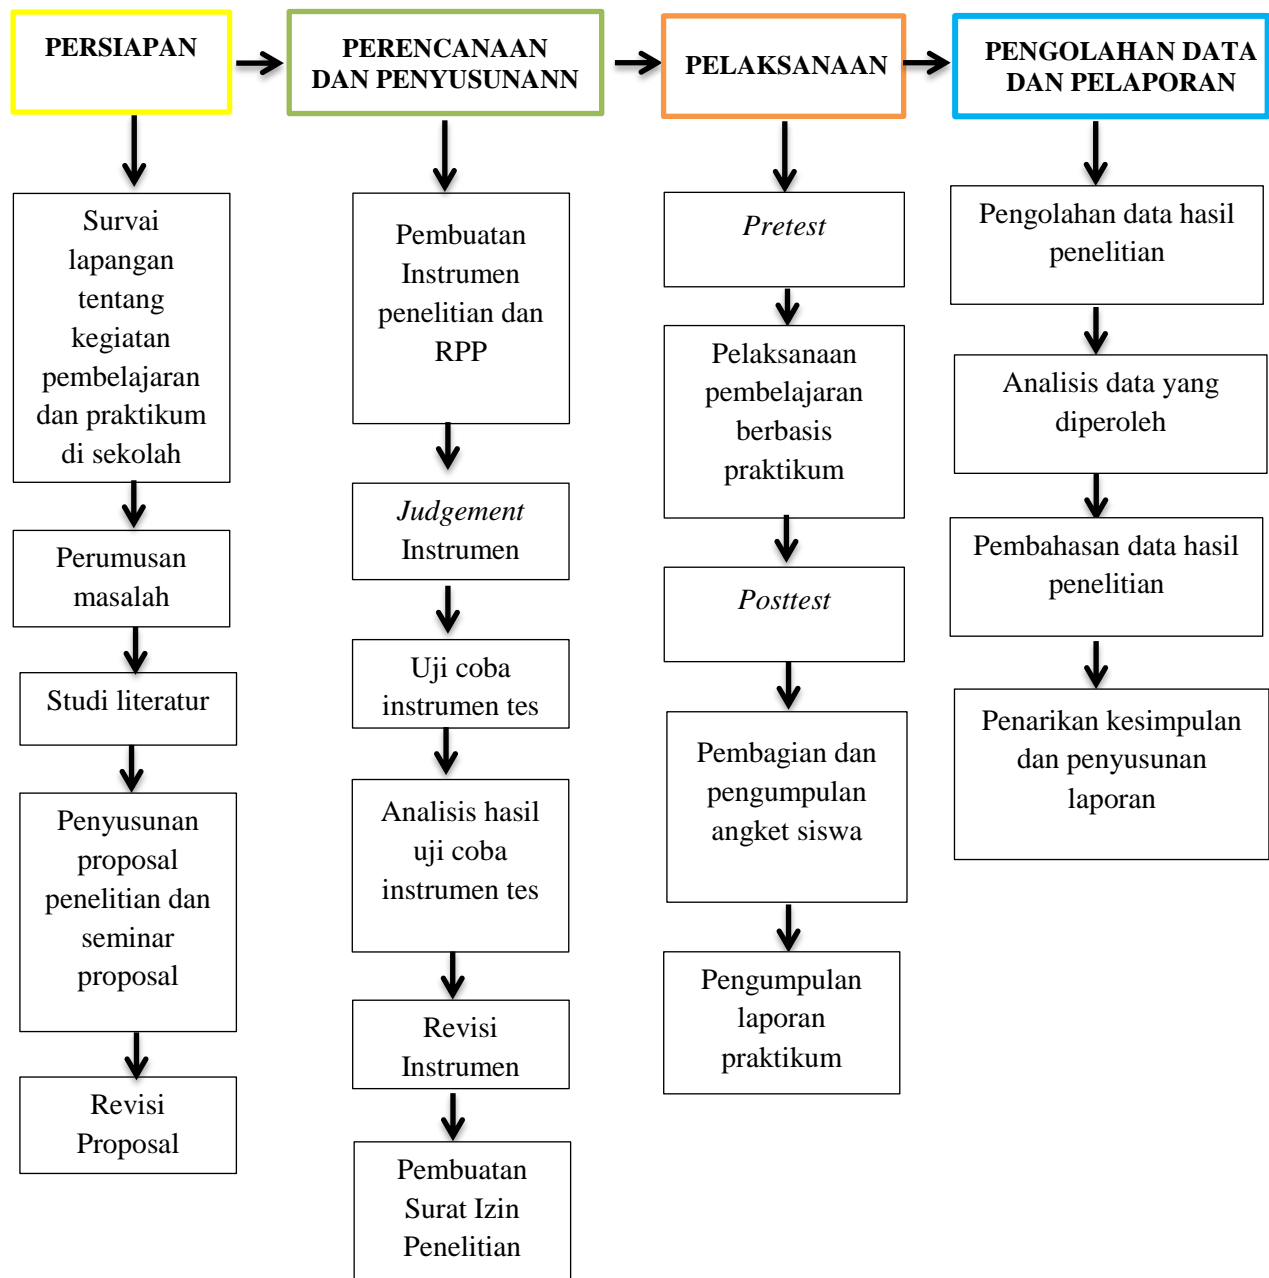 PERSIAPAN
PERENCANAAN
DAN PENYUSUNANN
PELAKSANAAN
PENGOLAHAN DATA
DAN PELAPORAN
Survai
lapangan
tentang
kegiatan
pembelajaran
dan praktikum
di sekolah
Perumusan
masalah
Studi literatur
Penyusunan
proposal
penelitian dan
seminar
proposal
Revisi
Proposal
Pembuatan
Instrumen
penelitian dan
RPP
Judgement
Instrumen
Uji coba
instrumen tes
Analisis hasil
uji coba
instrumen tes
Revisi
Instrumen
Pembuatan
Surat Izin
Penelitian
Pretest
Pelaksanaan
pembelajaran
berbasis
praktikum
Posttest
Pembagian dan
pengumpulan
angket siswa
Pengumpulan
laporan
praktikum
Pengolahan data hasil
penelitian
Analisis data yang
diperoleh
Pembahasan data hasil
penelitian
Penarikan kesimpulan
dan penyusunan
laporan